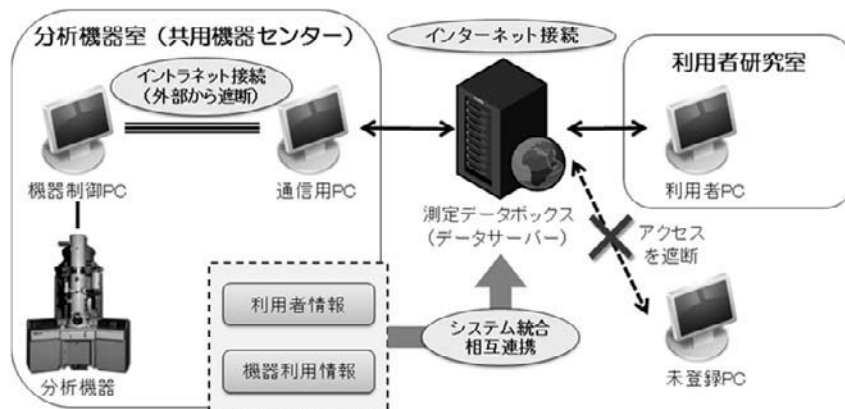 分析機器室（共用機器センター）
イントラネット接続
（外部から遮断）
機器制御PC
通信用PC
分析機器
利用者情報
機器利用情報
インターネット接続
測定データボックス
（データサーバー）
システム統合
相互連携
利用者研究室
利用者PC
アクセス
を遮断
未登録PC